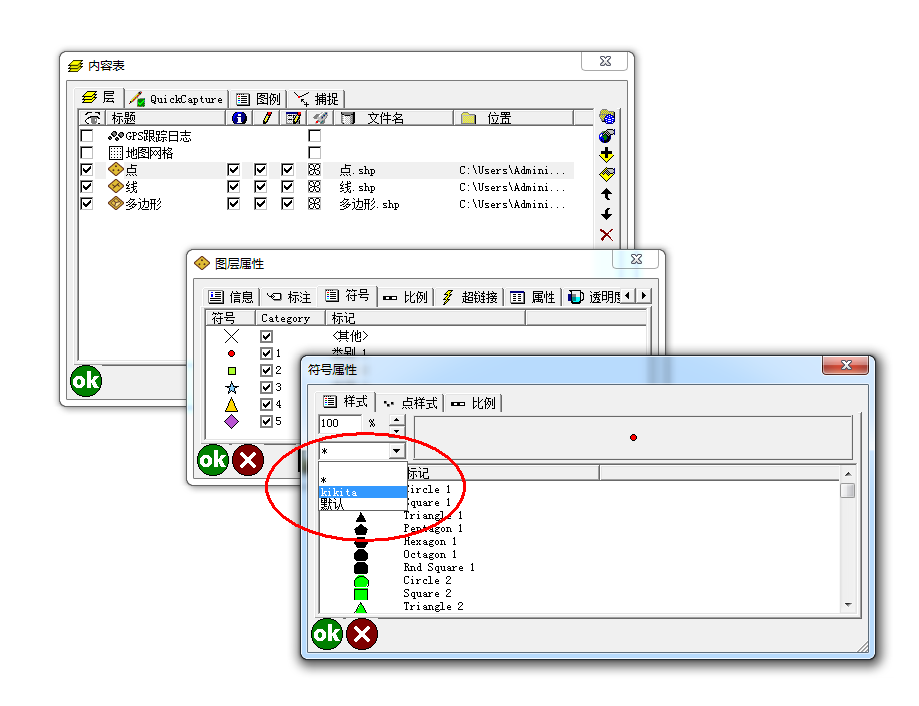 内容表
层 QuickCapture 图例 捕捉
标题 文件名 位置
GPS跟踪日志
地图网格
点 点.shp C:\Users\Admini...
线 线.shp C:\Users\Admini...
多边形 多边形.shp C:\Users\Admini...
ok
图层属性
信息 标注 符号 比例 超链接 属性 透明度
符号 Category 标记
<其他>
1 类别 1
2
3
4
5
ok
符号属性
样式 点样式 比例
100 %
*
标记
*
kikita
默认
Circle 1
Square 1
Triangle 1
Pentagon 1
Hexagon 1
Octagon 1
Rnd Square 1
Circle 2
Square 2
Triangle 2
ok